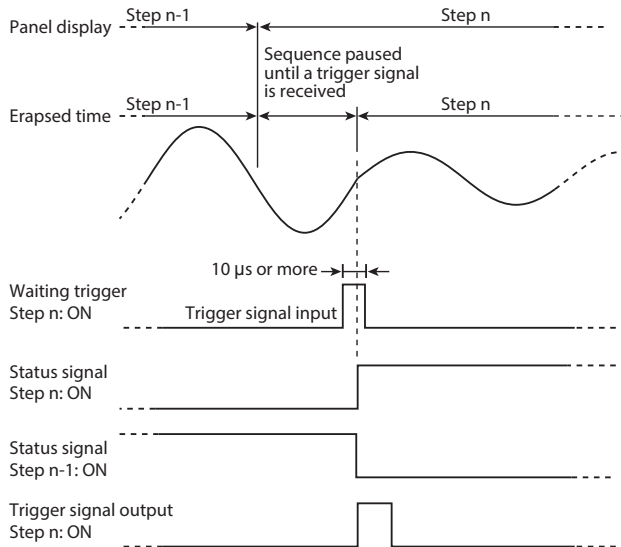 Panel display
Step n-1
Step n
Sequence paused
until a trigger signal
is received
Erapsed time
Step n-1
Step n
10 µs or more
Waiting trigger
Step n: ON
Trigger signal input
Status signal
Step n: ON
Status signal
Step n-1: ON
Trigger signal output
Step n: ON